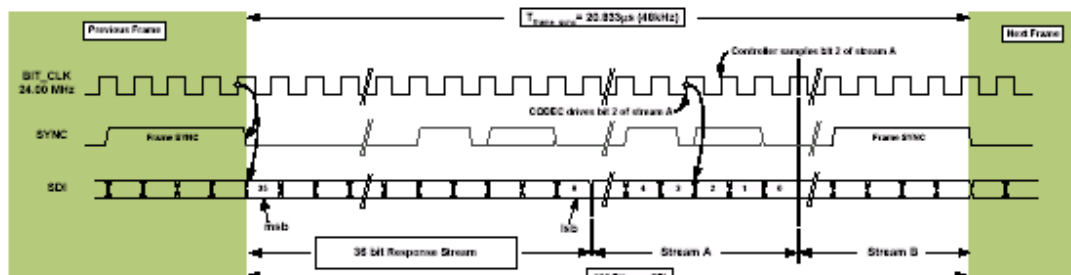 T frame_sync = 20.833µs (48kHz)
Previous Frame
Next Frame
Controller samples bit 2 of stream A
BIT_CLK
24.00 MHz
CODEC drives bit 2 of stream A
SYNC
Frame SYNC
Frame SYNC
SDI
35 0 4 3 2 1 0
msb
lsb
36 bit Response Stream
Stream A
Stream B